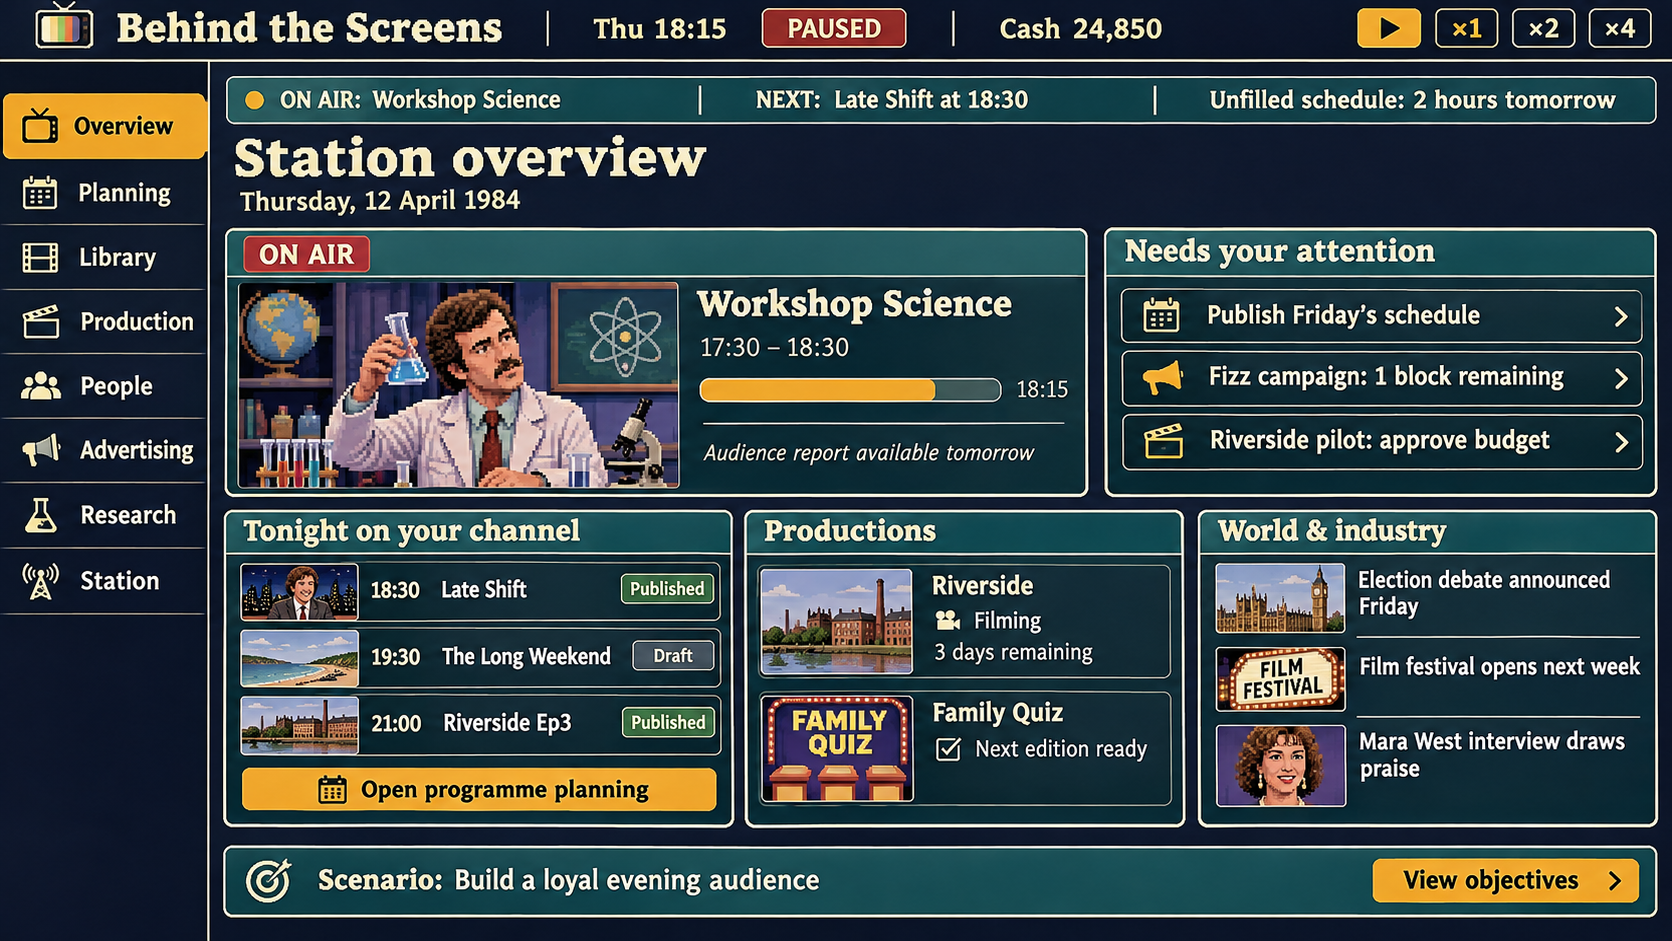 Behind the Screens
Thu 18:15
PAUSED
Cash 24,850
×1
×2
×4
Overview
Planning
Library
Production
People
Advertising
Research
Station
ON AIR: Workshop Science
NEXT: Late Shift at 18:30
Unfilled schedule: 2 hours tomorrow
Station overview
Thursday, 12 April 1984
ON AIR
Workshop Science
17:30 – 18:30
18:15
Audience report available tomorrow
Needs your attention
Publish Friday’s schedule
Fizz campaign: 1 block remaining
Riverside pilot: approve budget
Tonight on your channel
18:30 Late Shift Published
19:30 The Long Weekend Draft
21:00 Riverside Ep3 Published
Open programme planning
Productions
Riverside
Filming
3 days remaining
FAMILY
QUIZ
Family Quiz
Next edition ready
World & industry
Election debate announced
Friday
FILM
FESTIVAL
Film festival opens next week
Mara West interview draws
praise
Scenario: Build a loyal evening audience
View objectives